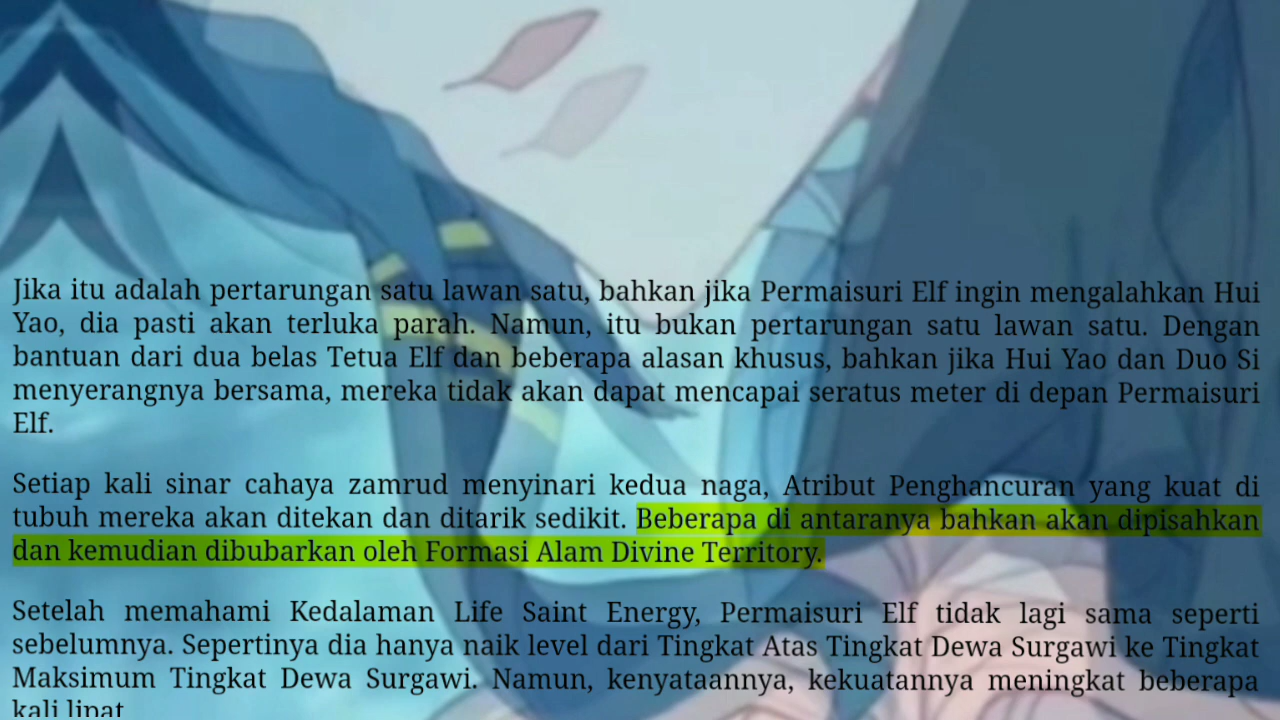 Jika itu adalah pertarungan satu lawan satu, bahkan jika Permaisuri Elf ingin mengalahkan Hui
Yao, dia pasti akan terluka parah. Namun, itu bukan pertarungan satu lawan satu. Dengan
bantuan dari dua belas Tetua Elf dan beberapa alasan khusus, bahkan jika Hui Yao dan Duo Si
menyerangnya bersama, mereka tidak akan dapat mencapai seratus meter di depan Permaisuri
Elf.
Setiap kali sinar cahaya zamrud menyinari kedua naga, Atribut Penghancuran yang kuat di
tubuh mereka akan ditekan dan ditarik sedikit. Beberapa di antaranya bahkan akan dipisahkan
dan kemudian dibubarkan oleh Formasi Alam Divine Territory.
Setelah memahami Kedalaman Life Saint Energy, Permaisuri Elf tidak lagi sama seperti
sebelumnya. Sepertinya dia hanya naik level dari Tingkat Atas Tingkat Dewa Surgawi ke Tingkat
Maksimum Tingkat Dewa Surgawi. Namun, kenyataannya, kekuatannya meningkat beberapa
kali lipat